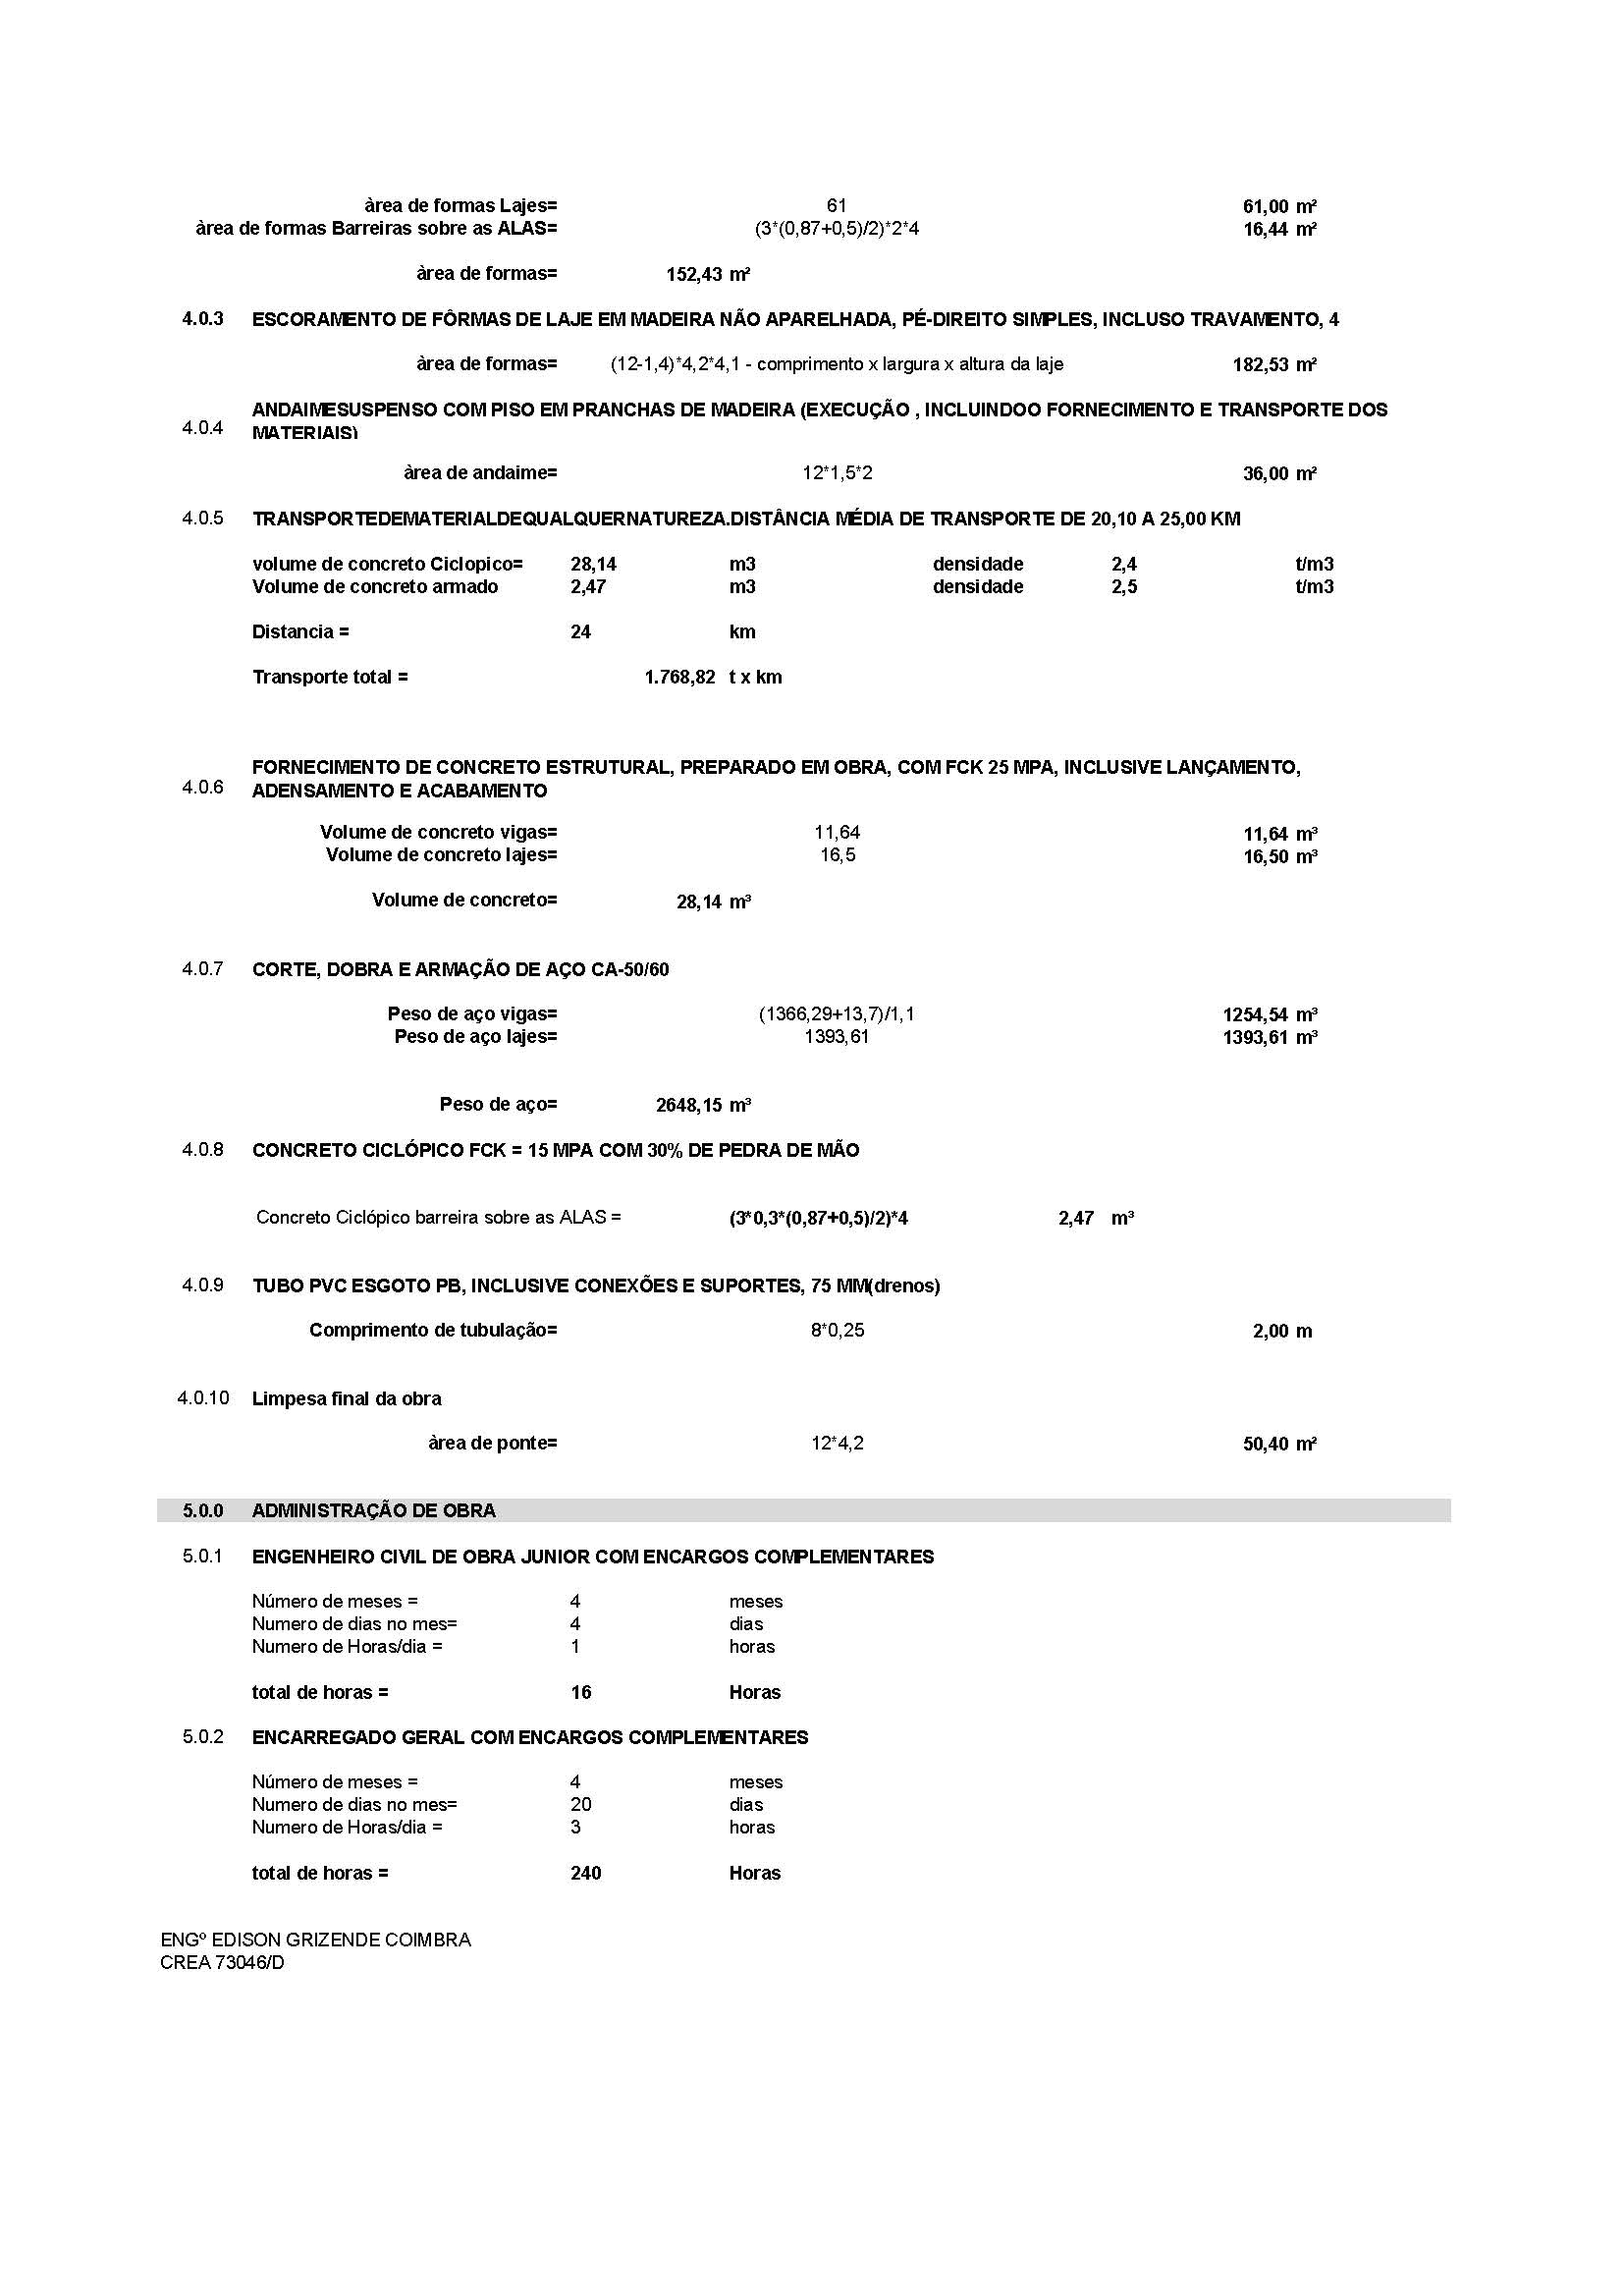 àrea de formas Lajes= 61 61,00 m²
àrea de formas Barreiras sobre as ALAS= (3*(0,87+0,5)/2)*2*4 16,44 m²
àrea de formas= 152,43 m²
4.0.3 ESCORAMENTO DE FÔRMAS DE LAJE EM MADEIRA NÃO APARELHADA, PÉ-DIREITO SIMPLES, INCLUSO TRAVAMENTO, 4
àrea de formas= (12-1,4)*4,2*4,1 - comprimento x largura x altura da laje 182,53 m²
ANDAIMESUSPENSO COM PISO EM PRANCHAS DE MADEIRA (EXECUÇÃO , INCLUINDOO FORNECIMENTO E TRANSPORTE DOS
4.0.4 MATERIAIS)
àrea de andaime= 12*1,5*2 36,00 m²
4.0.5 TRANSPORTEDEMATERIALDEQUALQUERNATUREZA.DISTÂNCIA MÉDIA DE TRANSPORTE DE 20,10 A 25,00 KM
volume de concreto Ciclopico= 28,14 m3 densidade 2,4 t/m3
Volume de concreto armado 2,47 m3 densidade 2,5 t/m3
Distancia = 24 km
Transporte total = 1.768,82 t x km
FORNECIMENTO DE CONCRETO ESTRUTURAL, PREPARADO EM OBRA, COM FCK 25 MPA, INCLUSIVE LANÇAMENTO,
4.0.6 ADENSAMENTO E ACABAMENTO
Volume de concreto vigas= 11,64 11,64 m³
Volume de concreto lajes= 16,5 16,50 m³
Volume de concreto= 28,14 m³
4.0.7 CORTE, DOBRA E ARMAÇÃO DE AÇO CA-50/60
Peso de aço vigas= (1366,29+13,7)/1,1 1254,54 m³
Peso de aço lajes= 1393,61 1393,61 m³
Peso de aço= 2648,15 m³
4.0.8 CONCRETO CICLÓPICO FCK = 15 MPA COM 30% DE PEDRA DE MÃO
Concreto Ciclópico barreira sobre as ALAS = (3*0,3*(0,87+0,5)/2)*4 2,47 m³
4.0.9 TUBO PVC ESGOTO PB, INCLUSIVE CONEXÕES E SUPORTES, 75 MM(drenos)
Comprimento de tubulação= 8*0,25 2,00 m
4.0.10 Limpesa final da obra
àrea de ponte= 12*4,2 50,40 m²
5.0.0 ADMINISTRAÇÃO DE OBRA
5.0.1 ENGENHEIRO CIVIL DE OBRA JUNIOR COM ENCARGOS COMPLEMENTARES
Número de meses = 4 meses
Numero de dias no mes= 4 dias
Numero de Horas/dia = 1 horas
total de horas = 16 Horas
5.0.2 ENCARREGADO GERAL COM ENCARGOS COMPLEMENTARES
Número de meses = 4 meses
Numero de dias no mes= 20 dias
Numero de Horas/dia = 3 horas
total de horas = 240 Horas
ENGº EDISON GRIZENDE COIMBRA
CREA 73046/D